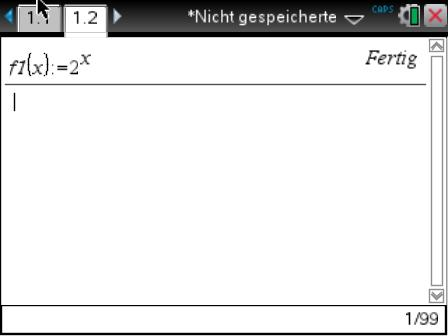 1.1 1.2 *Nicht gespeicherte CAPS
f1(x):=2^x Fertig
1/99